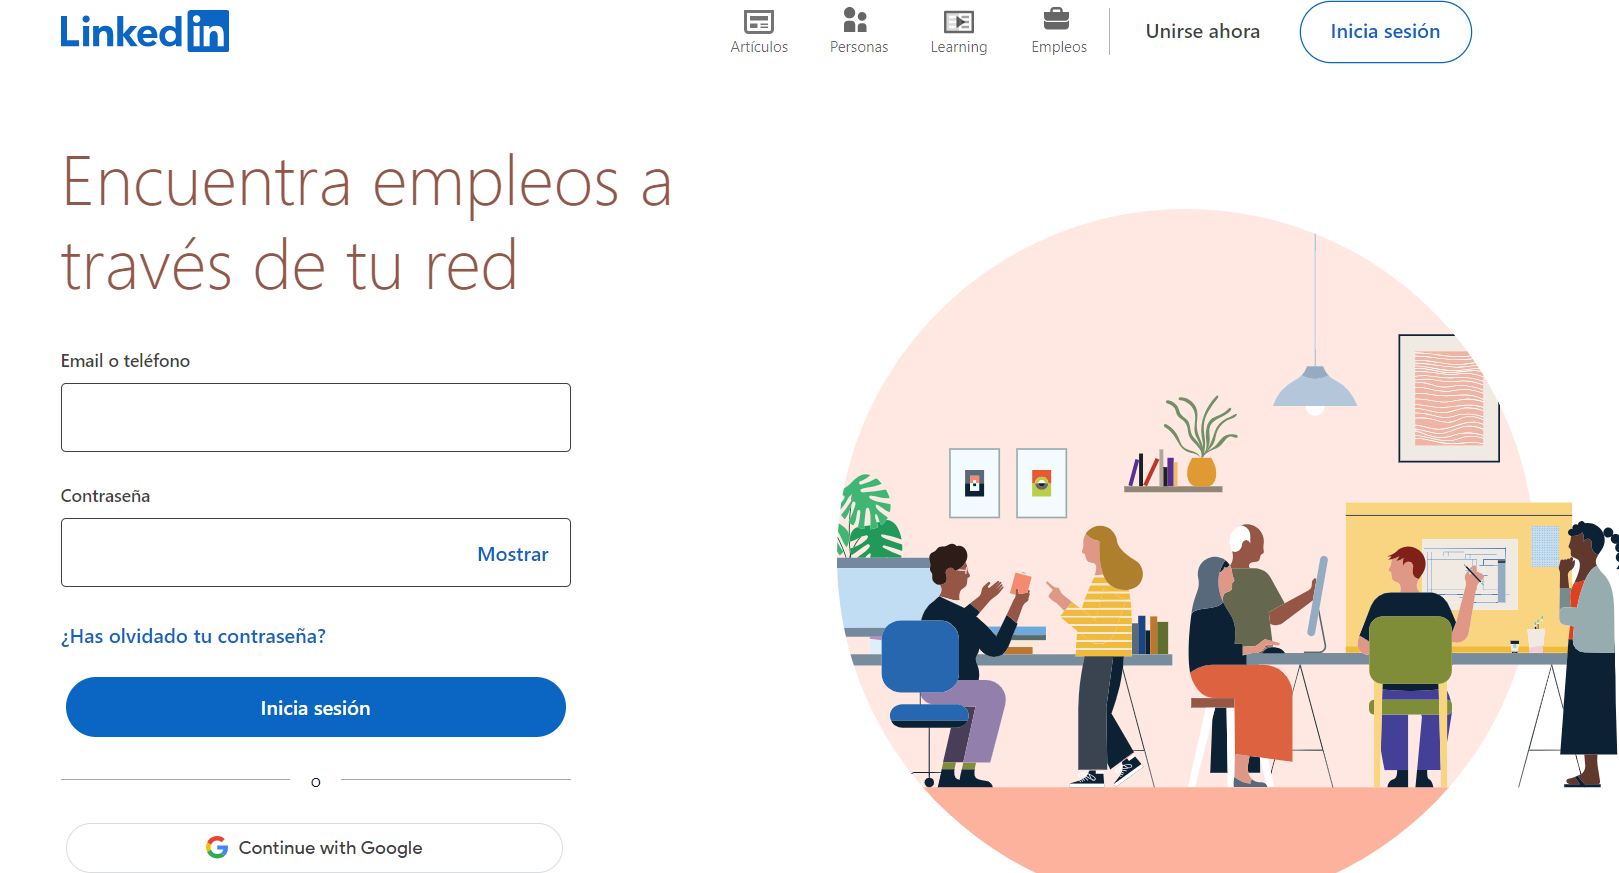 Linkedin
Artículos
Personas
Learning
Empleos
Unirse ahora
Inicia sesión
Encuentra empleos a
través de tu red
Email o teléfono
Contraseña
Mostrar
¿Has olvidado tu contraseña?
Inicia sesión
o
Continue with Google